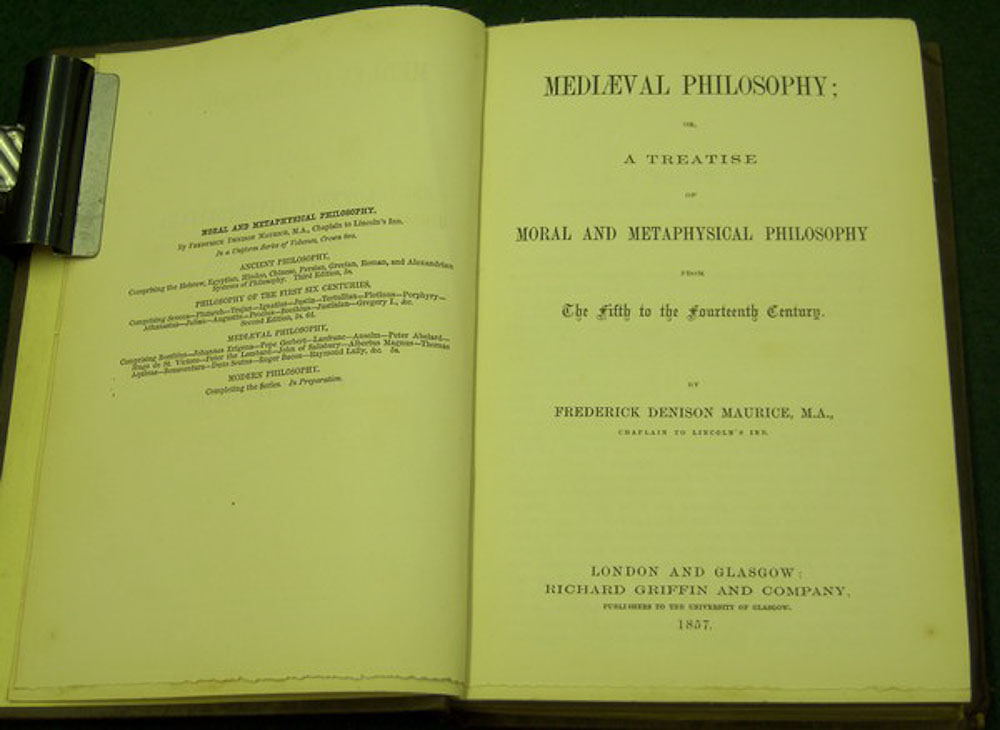 MORAL AND METAPHYSICAL PHILOSOPHY,
By FREDERICK DENISON MAURICE, M.A., Chaplain to Lincoln's Inn.
In a Uniform Series of Volumes, Crown 8vo.
ANCIENT PHILOSOPHY,
Comprising the Hebrew, Egyptian, Hindoo, Chinese, Persian, Grecian, Roman, and Alexandrian
Systems of Philosophy. Third Edition, 5s.
PHILOSOPHY OF THE FIRST SIX CENTURIES,
Comprising Seneca—Plutarch—Trajan—Ignatius—Justin—Tertullian—Plotinus—Porphyry—
Athanasius—Julian—Augustin—Proclus—Boethius—Justinian—Gregory I., &c.
Second Edition, 3s. 6d.
MEDIÆVAL PHILOSOPHY,
Comprising Boethius—Johannes Erigena—Pope Gerbert—Lanfranc—Anselm—Peter Abelard—
Hugo de St. Victor—Peter the Lombard—John of Salisbury—Albertus Magnus—Thomas
Aquinas—Bonaventura—Duns Scotus—Roger Bacon—Raymond Lully, &c. 5s.
MODERN PHILOSOPHY,
Completing the Series. In Preparation.
MEDIÆVAL PHILOSOPHY;
OR,
A TREATISE
OF
MORAL AND METAPHYSICAL PHILOSOPHY
FROM
The Fifth to the Fourteenth Century.
BY
FREDERICK DENISON MAURICE, M.A.,
CHAPLAIN TO LINCOLN'S INN.
LONDON AND GLASGOW:
RICHARD GRIFFIN AND COMPANY,
PUBLISHERS TO THE UNIVERSITY OF GLASGOW.
1857.